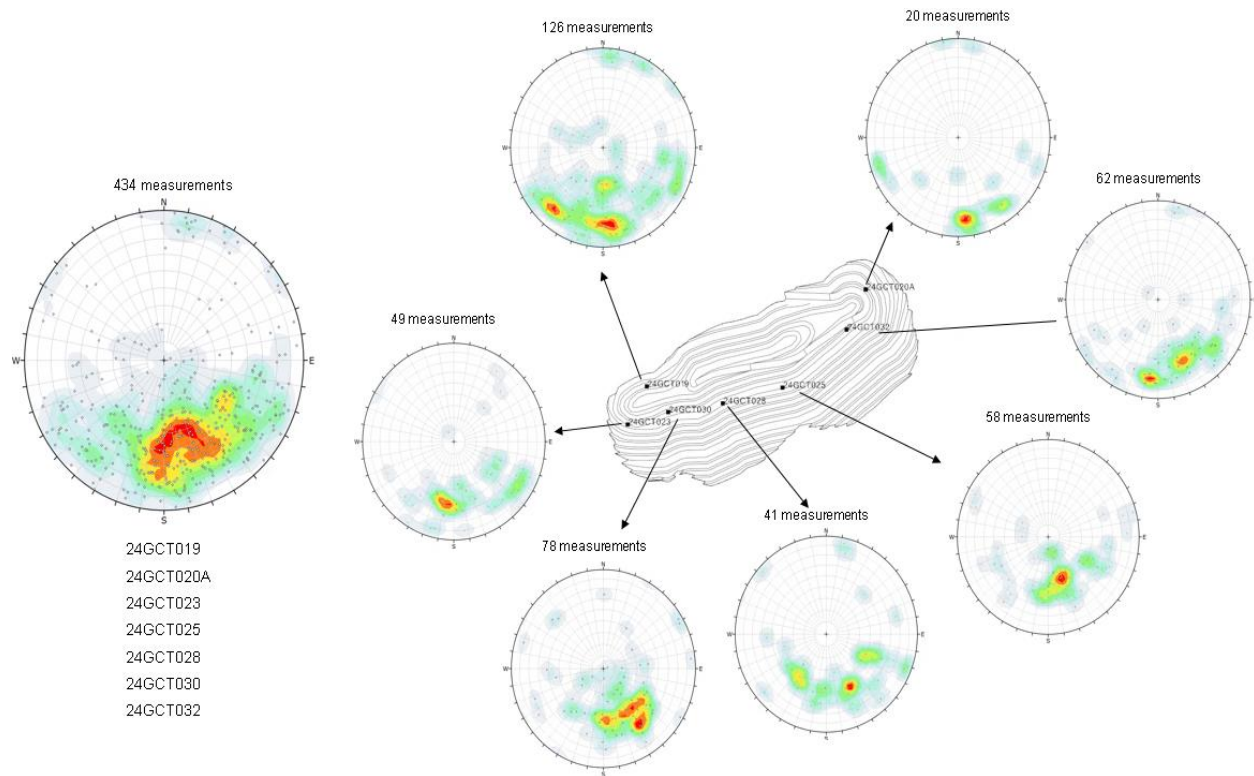 434 measurements
N
W
E
S
24GCT019
24GCT020A
24GCT023
24GCT025
24GCT028
24GCT030
24GCT032
126 measurements
N
W
E
S
20 measurements
N
W
E
S
62 measurements
N
W
E
S
49 measurements
N
W
E
S
24GCT020A
24GCT032
24GCT019
24GCT025
24GCT030
24GCT028
24GCT023
58 measurements
N
W
E
S
78 measurements
N
W
E
S
41 measurements
N
W
E
S